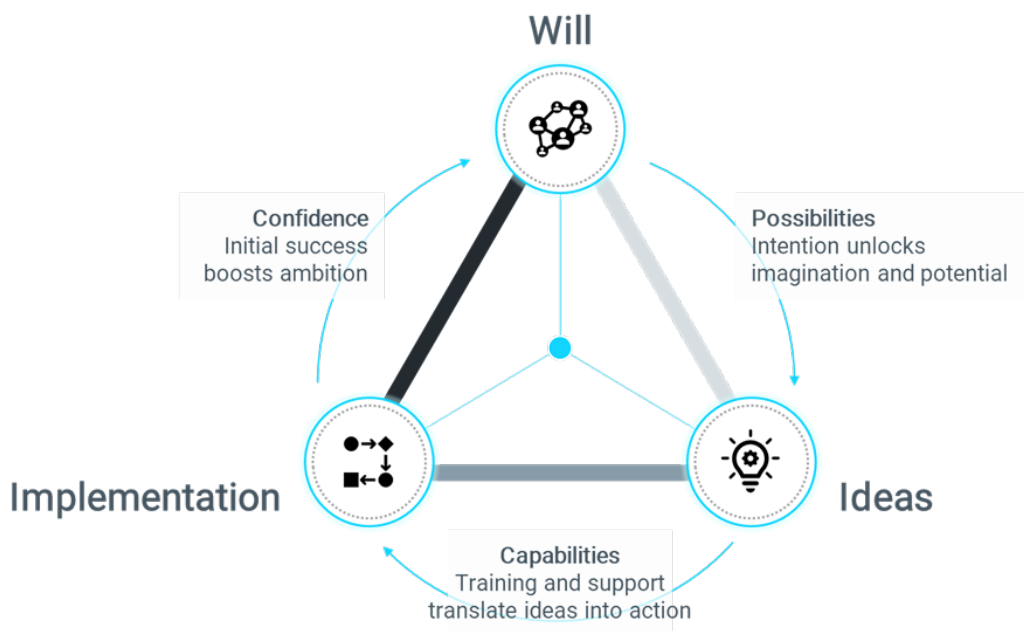 Will
Confidence
Initial success
boosts ambition
Possibilities
Intention unlocks
imagination and potential
Implementation
Ideas
Capabilities
Training and support
translate ideas into action